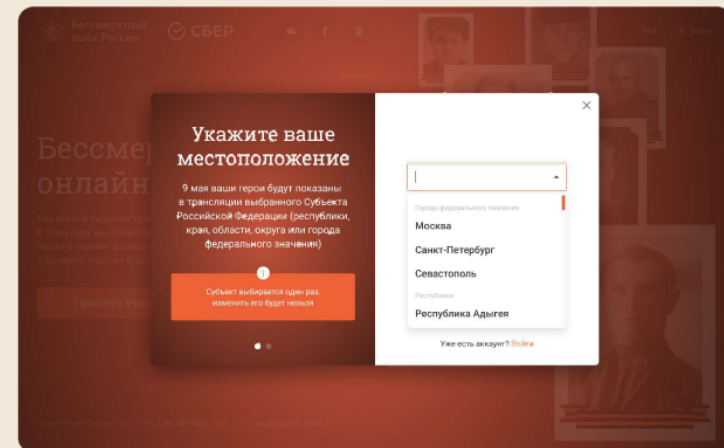 Бессмертный
полк России
СБЕР
FAQ
Войти
Бессмер
онлайн
Укажите ваше
местоположение
9 мая ваши герои будут показаны
в трансляции выбранного Субъекта
Российской Федерации (республики,
края, области, округа или города
федерального значения)
Субъект выбирается один раз,
изменить его будет нельзя
Города федерального значения
Москва
Санкт-Петербург
Севастополь
Республики
Республика Адыгея
Уже есть аккаунт? Войти
Принять учас